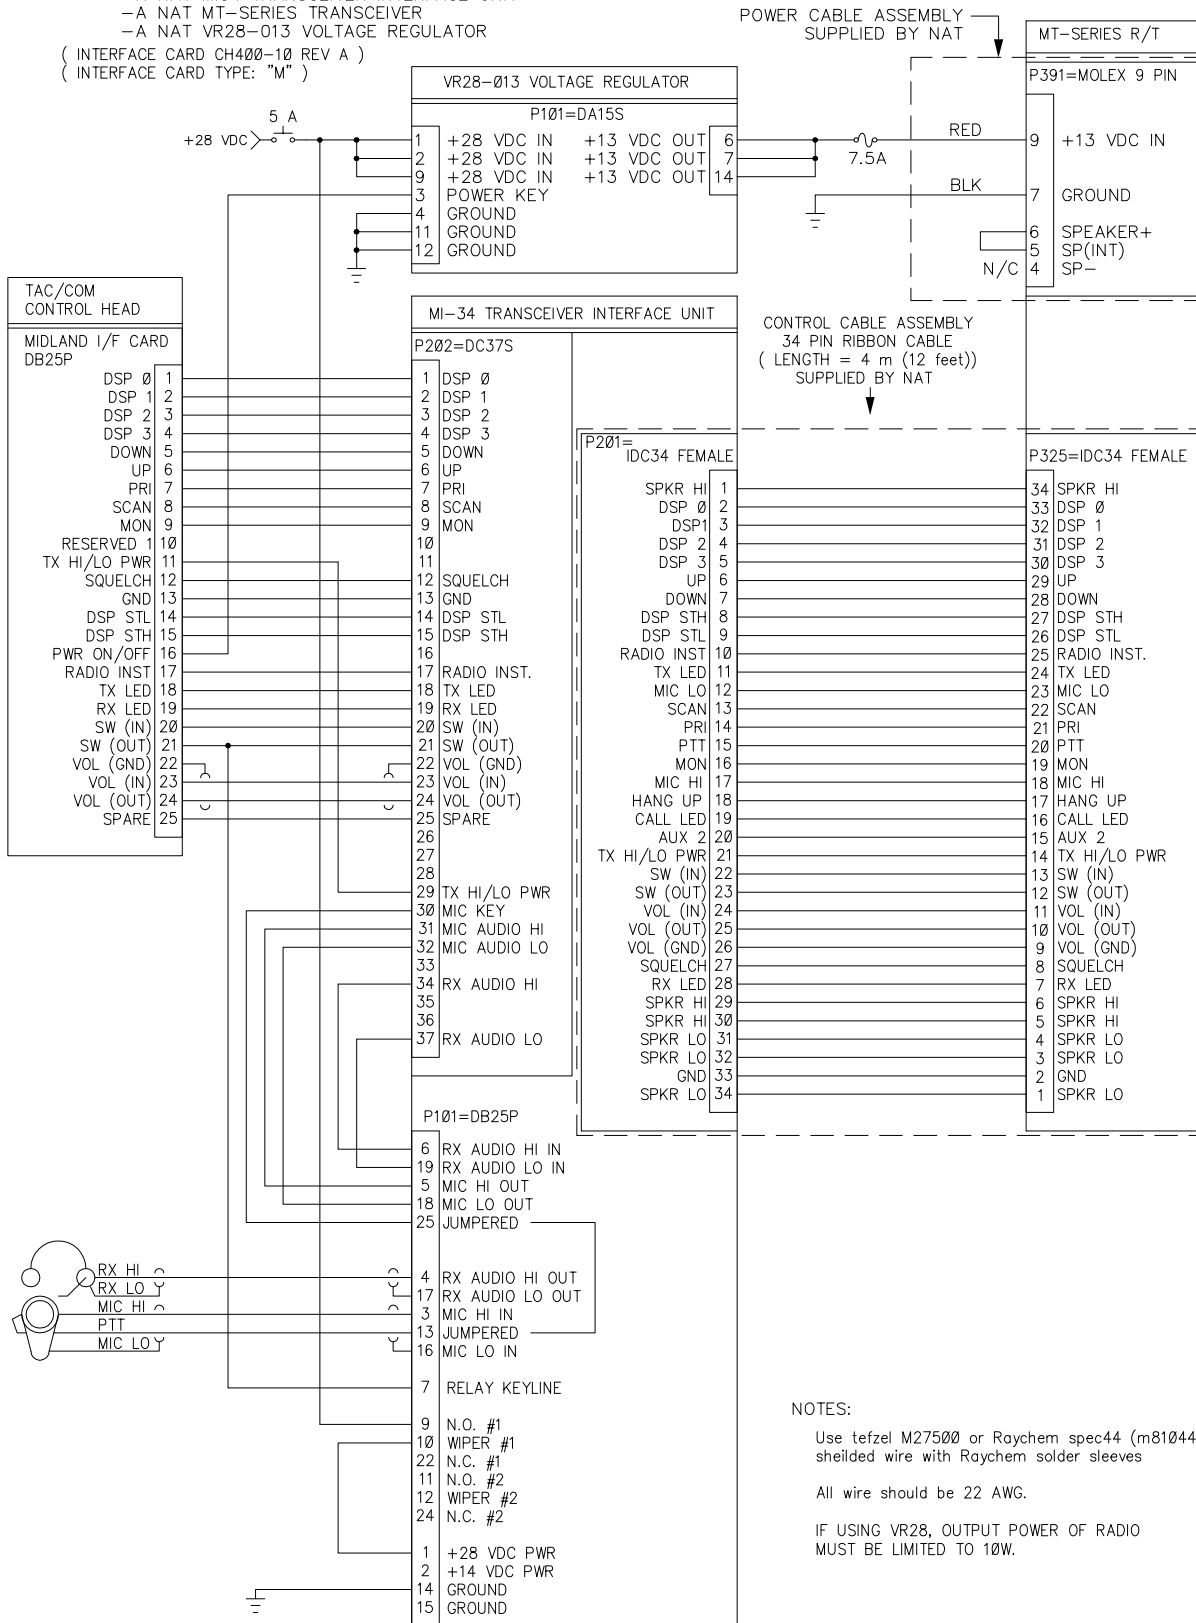 -A NAT MT-SERIES TRANSCEIVER
-A NAT VR28-013 VOLTAGE REGULATOR
( INTERFACE CARD CH400-10 REV A )
( INTERFACE CARD TYPE: "M" )
POWER CABLE ASSEMBLY
SUPPLIED BY NAT
MT-SERIES R/T
P391=MOLEX 9 PIN
9 +13 VDC IN
7 GROUND
6 SPEAKER+
5 SP(INT)
N/C 4 SP-
RED
BLK
7.5A
5 A
+28 VDC
VR28-Ø13 VOLTAGE REGULATOR
P1Ø1=DA15S
1 +28 VDC IN +13 VDC OUT 6
2 +28 VDC IN +13 VDC OUT 7
9 +28 VDC IN +13 VDC OUT 14
3 POWER KEY
4 GROUND
11 GROUND
12 GROUND
TAC/COM
CONTROL HEAD
MIDLAND I/F CARD
DB25P
DSP Ø 1
DSP 1 2
DSP 2 3
DSP 3 4
DOWN 5
UP 6
PRI 7
SCAN 8
MON 9
RESERVED 1 1Ø
TX HI/LO PWR 11
SQUELCH 12
GND 13
DSP STL 14
DSP STH 15
PWR ON/OFF 16
RADIO INST 17
TX LED 18
RX LED 19
SW (IN) 2Ø
SW (OUT) 21
VOL (GND) 22
VOL (IN) 23
VOL (OUT) 24
SPARE 25
MI-34 TRANSCEIVER INTERFACE UNIT
P2Ø2=DC37S
1 DSP Ø
2 DSP 1
3 DSP 2
4 DSP 3
5 DOWN
6 UP
7 PRI
8 SCAN
9 MON
1Ø
11
12 SQUELCH
13 GND
14 DSP STL
15 DSP STH
16
17 RADIO INST.
18 TX LED
19 RX LED
2Ø SW (IN)
21 SW (OUT)
22 VOL (GND)
23 VOL (IN)
24 VOL (OUT)
25 SPARE
26
27
28
29 TX HI/LO PWR
3Ø MIC KEY
31 MIC AUDIO HI
32 MIC AUDIO LO
33
34 RX AUDIO HI
35
36
37 RX AUDIO LO
CONTROL CABLE ASSEMBLY
34 PIN RIBBON CABLE
( LENGTH = 4 m (12 feet))
SUPPLIED BY NAT
P2Ø1=
IDC34 FEMALE
SPKR HI 1
DSP Ø 2
DSP1 3
DSP 2 4
DSP 3 5
UP 6
DOWN 7
DSP STH 8
DSP STL 9
RADIO INST 1Ø
TX LED 11
MIC LO 12
SCAN 13
PRI 14
PTT 15
MON 16
MIC HI 17
HANG UP 18
CALL LED 19
AUX 2 2Ø
TX HI/LO PWR 21
SW (IN) 22
SW (OUT) 23
VOL (IN) 24
VOL (OUT) 25
VOL (GND) 26
SQUELCH 27
RX LED 28
SPKR HI 29
SPKR HI 3Ø
SPKR LO 31
SPKR LO 32
GND 33
SPKR LO 34
P325=IDC34 FEMALE
34 SPKR HI
33 DSP Ø
32 DSP 1
31 DSP 2
3Ø DSP 3
29 UP
28 DOWN
27 DSP STH
26 DSP STL
25 RADIO INST.
24 TX LED
23 MIC LO
22 SCAN
21 PRI
2Ø PTT
19 MON
18 MIC HI
17 HANG UP
16 CALL LED
15 AUX 2
14 TX HI/LO PWR
13 SW (IN)
12 SW (OUT)
11 VOL (IN)
1Ø VOL (OUT)
9 VOL (GND)
8 SQUELCH
7 RX LED
6 SPKR HI
5 SPKR HI
4 SPKR LO
3 SPKR LO
2 GND
1 SPKR LO
P1Ø1=DB25P
6 RX AUDIO HI IN
19 RX AUDIO LO IN
5 MIC HI OUT
18 MIC LO OUT
25 JUMPERED
4 RX AUDIO HI OUT
17 RX AUDIO LO OUT
3 MIC HI IN
13 JUMPERED
16 MIC LO IN
7 RELAY KEYLINE
9 N.O. #1
1Ø WIPER #1
22 N.C. #1
11 N.O. #2
12 WIPER #2
24 N.C. #2
1 +28 VDC PWR
2 +14 VDC PWR
14 GROUND
15 GROUND
RX HI
RX LO
MIC HI
PTT
MIC LO
NOTES:
Use tefzel M275ØØ or Raychem spec44 (m81044
sheilded wire with Raychem solder sleeves
All wire should be 22 AWG.
IF USING VR28, OUTPUT POWER OF RADIO
MUST BE LIMITED TO 1ØW.